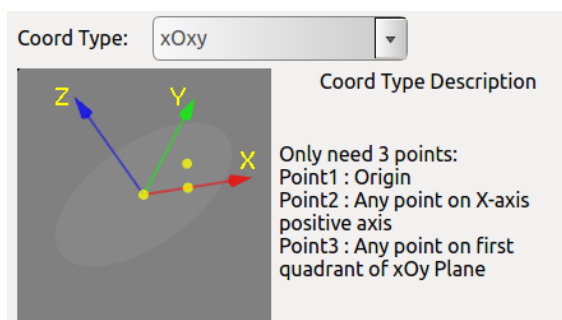 Coord Type: xOxy
Coord Type Description
Z
Y
X
Only need 3 points:
Point1 : Origin
Point2 : Any point on X-axis
positive axis
Point3 : Any point on first
quadrant of xOy Plane